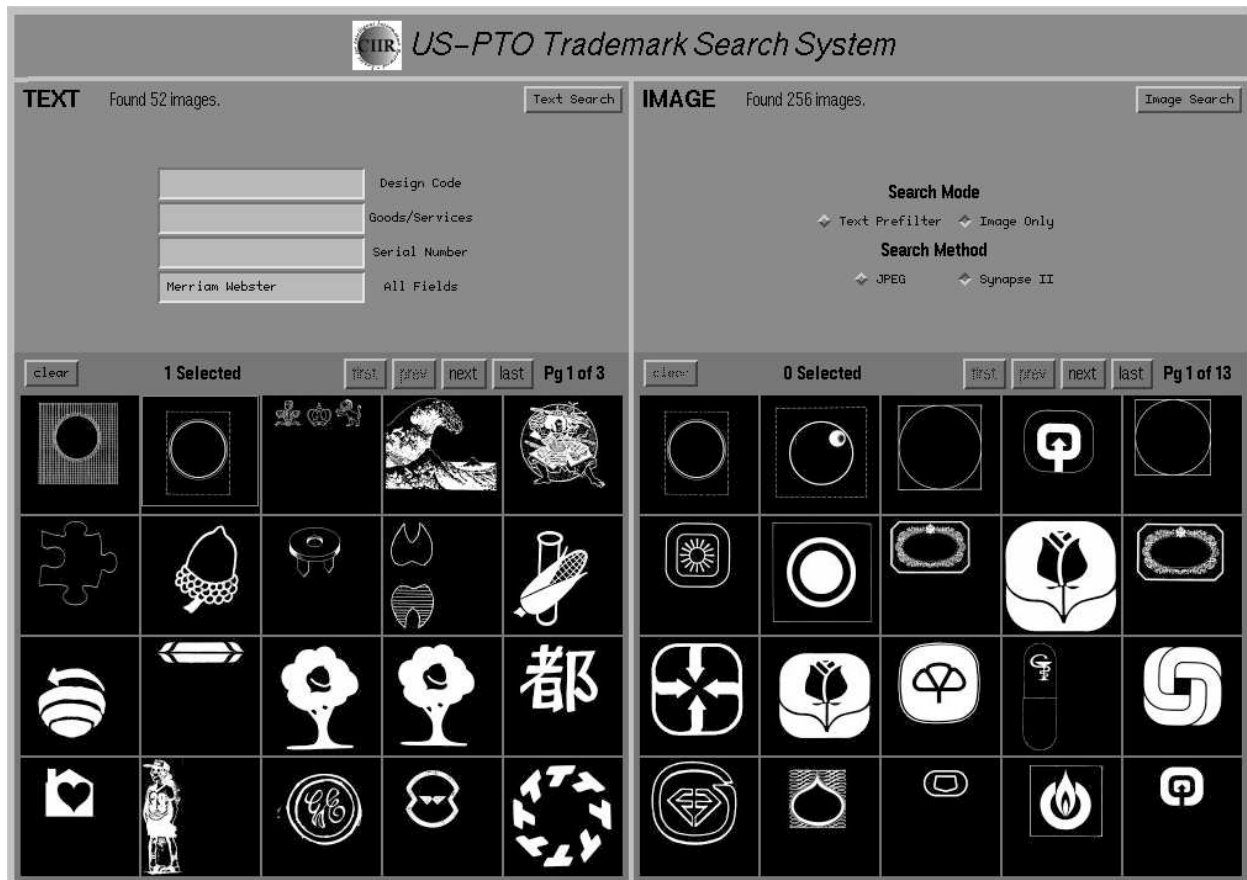 CIIR
US-PTO Trademark Search System
TEXT Found 52 images. Text Search
Design Code
Goods/Services
Serial Number
Merriam Webster All Fields
clear 1 Selected first prev next last Pg 1 of 3
都
GE
IMAGE Found 256 images. Image Search
Search Mode
Text Prefilter Image Only
Search Method
JPEG Synapse II
clear 0 Selected first prev next last Pg 1 of 13